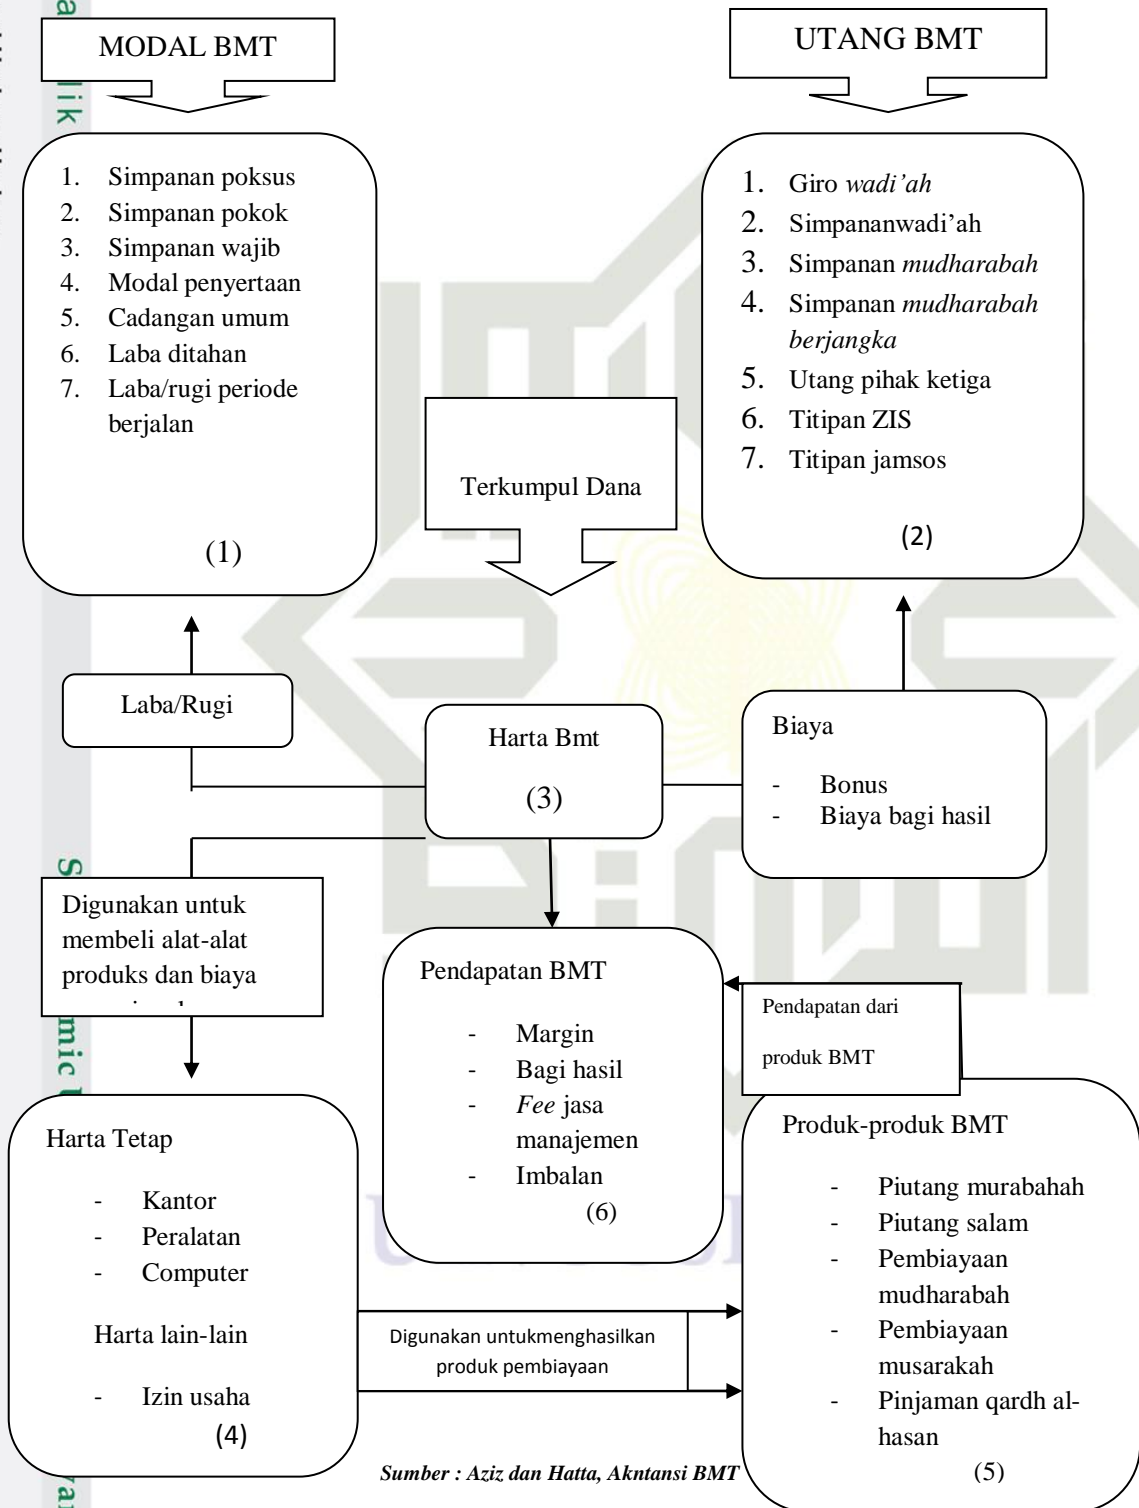 MODAL BMT
UTANG BMT
1. Simpanan poksus
2. Simpanan pokok
3. Simpanan wajib
4. Modal penyertaan
5. Cadangan umum
6. Laba ditahan
7. Laba/rugi periode
berjalan
(1)
1. Giro wadi’ah
2. Simpananwadi’ah
3. Simpanan mudharabah
4. Simpanan mudharabah
berjangka
5. Utang pihak ketiga
6. Titipan ZIS
7. Titipan jamsos
(2)
Terkumpul Dana
Laba/Rugi
Harta Bmt
(3)
Biaya
- Bonus
- Biaya bagi hasil
Digunakan untuk
membeli alat-alat
produks dan biaya
Pendapatan BMT
- Margin
- Bagi hasil
- Fee jasa
manajemen
- Imbalan
(6)
Pendapatan dari
produk BMT
Harta Tetap
- Kantor
- Peralatan
- Computer
Harta lain-lain
- Izin usaha
(4)
Digunakan untukmenghasilkan
produk pembiayaan
Produk-produk BMT
- Piutang murabahah
- Piutang salam
- Pembiayaan
mudharabah
- Pembiayaan
musarakah
- Pinjaman qardh al-
hasan
(5)
Sumber : Aziz dan Hatta, Akntansi BMT